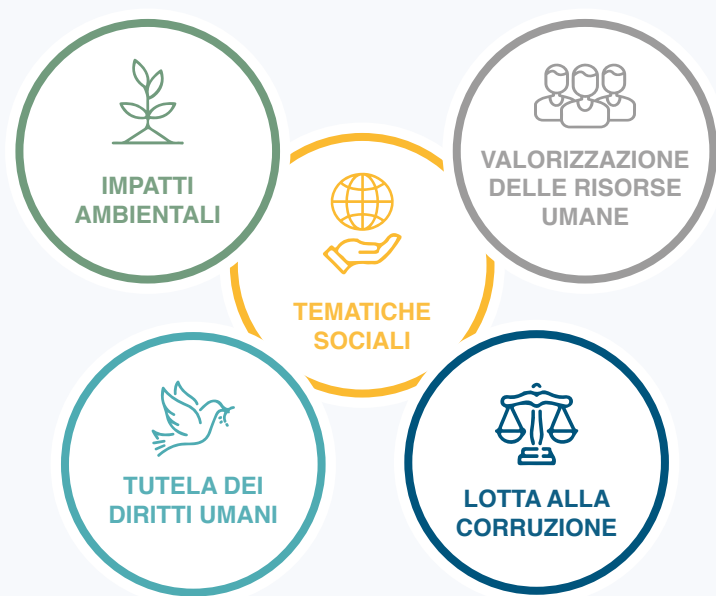 IMPATTI
AMBIENTALI
VALORIZZAZIONE
DELLE RISORSE
UMANE
TEMATICHE
SOCIALI
TUTELA DEI
DIRITTI UMANI
LOTTA ALLA
CORRUZIONE